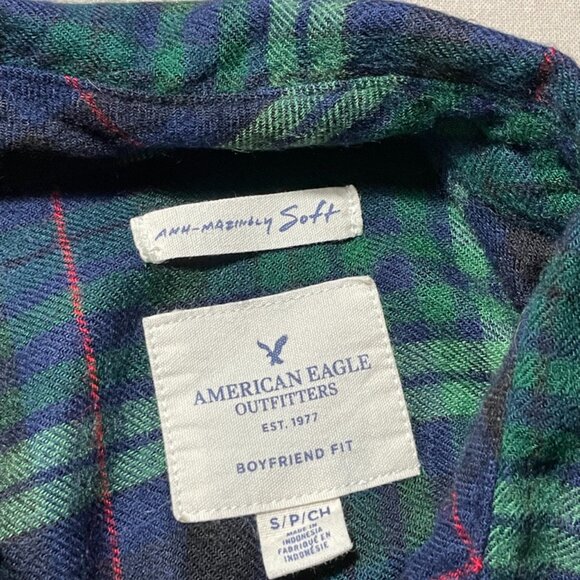 AHH-MAZINGLY Soft
AMERICAN EAGLE
OUTFITTERS
EST. 1977
BOYFRIEND FIT
S/P/CH
MADE IN
INDONESIA
FABRIQUÉ EN
INDONÉSIE